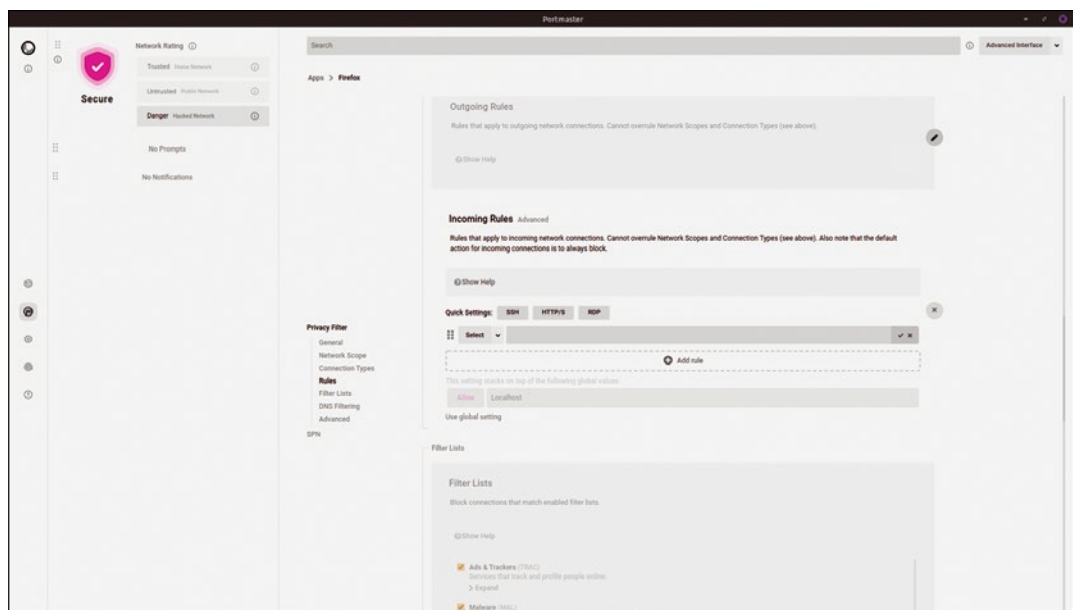 Portmaster
Network Rating
Trusted Home Network
Untrusted Public Network
Danger Hacked Network
Secure
No Prompts
No Notifications
Search
Advanced Interface
Apps > Firefox
Outgoing Rules
Rules that apply to outgoing network connections. Cannot overrule Network Scopes and Connection Types (see above).
Show Help
Incoming Rules Advanced
Rules that apply to incoming network connections. Cannot overrule Network Scopes and Connection Types (see above). Also note that the default
action for incoming connections is to always block.
Show Help
Quick Settings: SSH HTTP/S RDP
Select
Add rule
This setting stacks on top of the following global values:
Allow Localhost
Use global setting
Privacy Filter
General
Network Scope
Connection Types
Rules
Filter Lists
DNS Filtering
Advanced
SPN
Filter Lists
Filter Lists
Block connections that match enabled filter lists.
Show Help
Ads & Trackers (TRAC)
Services that track and profile people online.
> Expand
Malware (MAL)